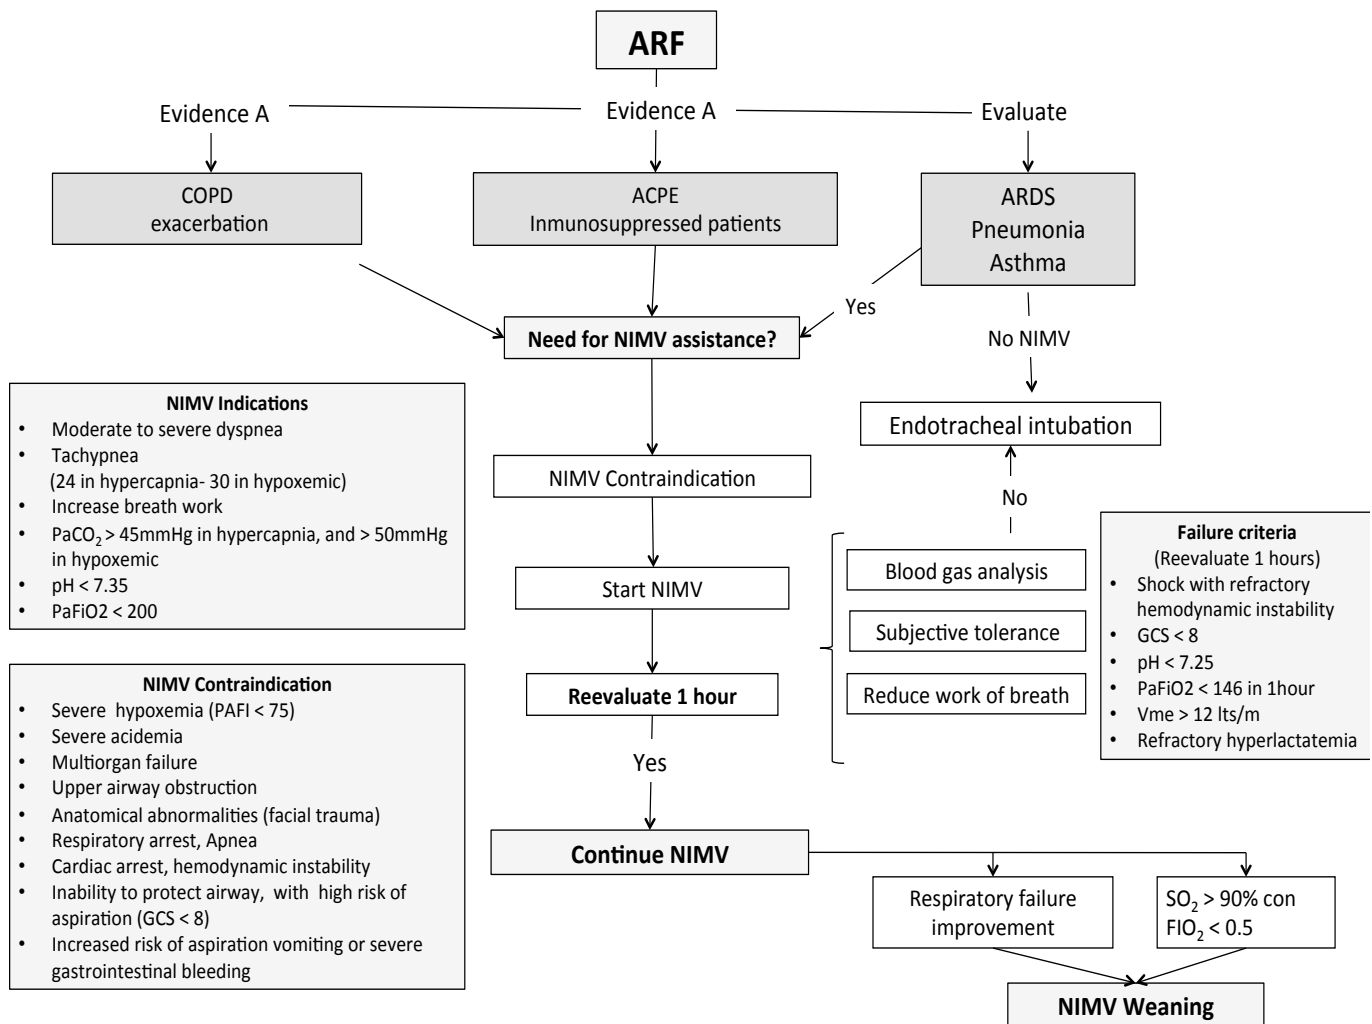 ARF
Evidence A
Evidence A
Evaluate
COPD
exacerbation
ACPE
Inmunosuppressed patients
ARDS
Pneumonia
Asthma
Yes
Need for NIMV assistance?
No NIMV
NIMV Indications
• Moderate to severe dyspnea
• Tachypnea
(24 in hypercapnia- 30 in hypoxemic)
• Increase breath work
• PaCO₂ > 45mmHg in hypercapnia, and > 50mmHg
in hypoxemic
• pH < 7.35
• PaFiO2 < 200
Endotracheal intubation
NIMV Contraindication
No
Start NIMV
Blood gas analysis
Subjective tolerance
Reduce work of breath
Failure criteria
(Reevaluate 1 hours)
• Shock with refractory
hemodynamic instability
• GCS < 8
• pH < 7.25
• PaFiO2 < 146 in 1hour
• Vme > 12 lts/m
• Refractory hyperlactatemia
NIMV Contraindication
• Severe hypoxemia (PAFI < 75)
• Severe acidemia
• Multiorgan failure
• Upper airway obstruction
• Anatomical abnormalities (facial trauma)
• Respiratory arrest, Apnea
• Cardiac arrest, hemodynamic instability
• Inability to protect airway, with high risk of
aspiration (GCS < 8)
• Increased risk of aspiration vomiting or severe
gastrointestinal bleeding
Reevaluate 1 hour
Yes
Continue NIMV
Respiratory failure
improvement
SO₂ > 90% con
FIO₂ < 0.5
NIMV Weaning